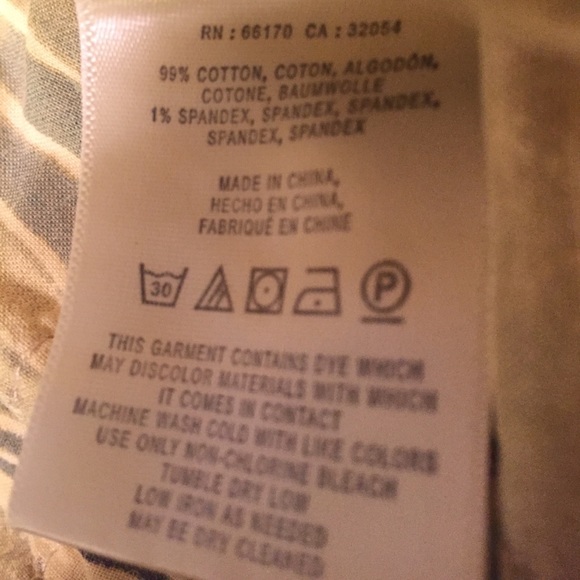 RN : 66170 CA : 32054
99% COTTON, COTON, ALGODÓN,
COTONE, BAUMWOLLE
1% SPANDEX, SPANDEX, SPANDEX,
SPANDEX, SPANDEX
MADE IN CHINA,
HECHO EN CHINA,
FABRIQUÉ EN CHINE
30 P
THIS GARMENT CONTAINS DYE WHICH
MAY DISCOLOR MATERIALS WITH WHICH
IT COMES IN CONTACT
MACHINE WASH COLD WITH LIKE COLORS
USE ONLY NON-CHLORINE BLEACH
TUMBLE DRY LOW
LOW IRON AS NEEDED
MAY BE DRY CLEANED